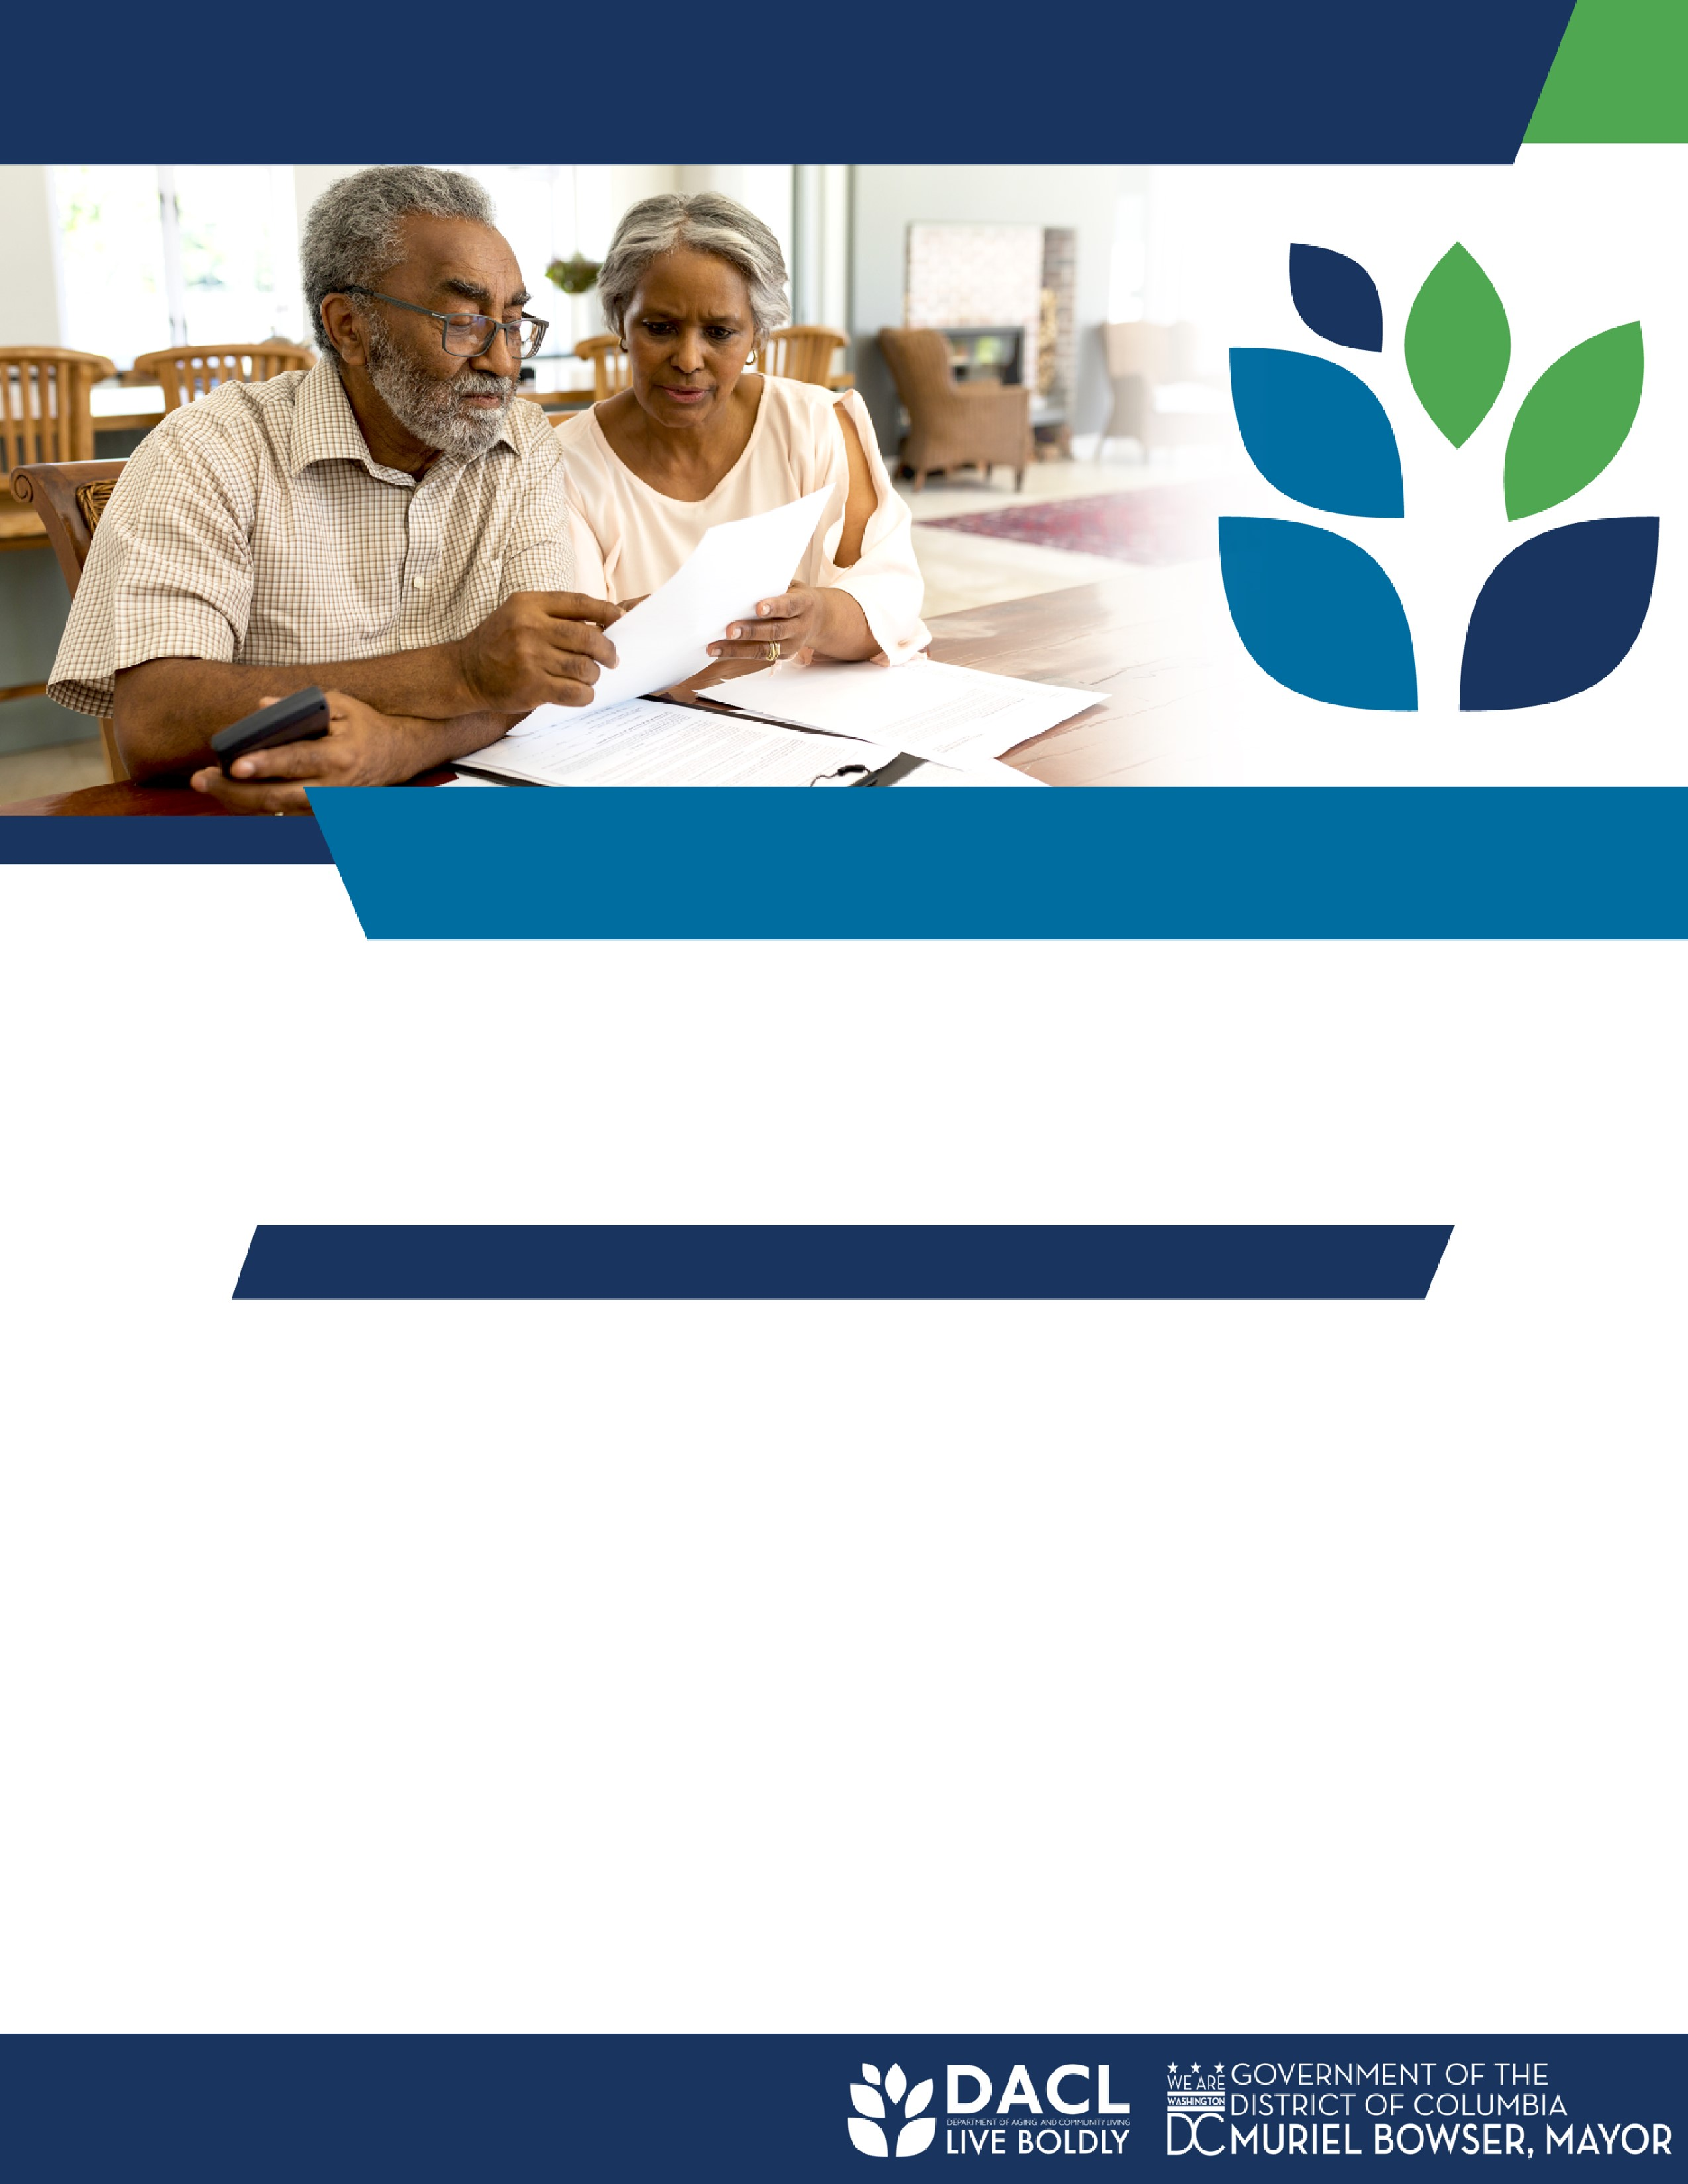 DACL
DEPARTMENT OF AGING AND COMMUNITY LIVING
LIVE BOLDLY
WE ARE
WASHINGTON
DC
GOVERNMENT OF THE
DISTRICT OF COLUMBIA
MURIEL BOWSER, MAYOR